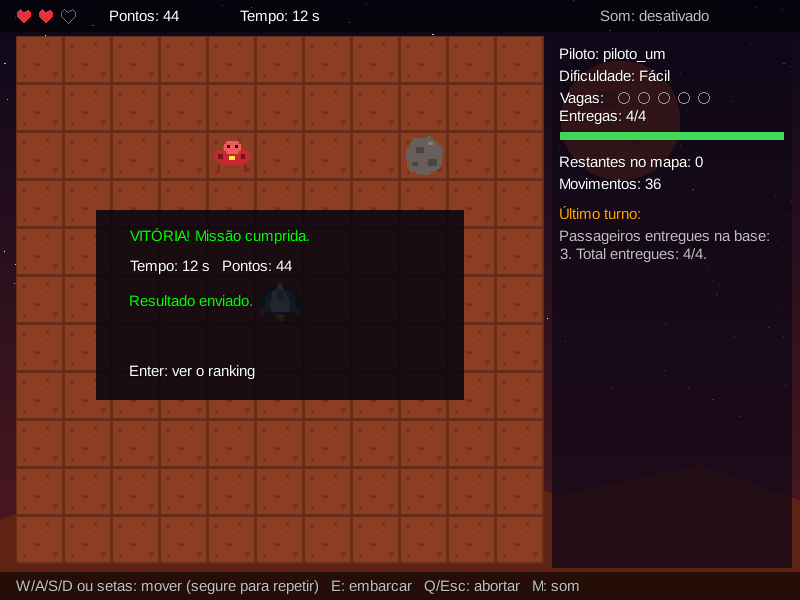 Pontos: 44 Tempo: 12 s Som: desativado
Piloto: piloto_um
Dificuldade: Fácil
Vagas:
Entregas: 4/4
Restantes no mapa: 0
Movimentos: 36
Último turno:
Passageiros entregues na base:
3. Total entregues: 4/4.
VITÓRIA! Missão cumprida.
Tempo: 12 s Pontos: 44
Resultado enviado.
Enter: ver o ranking
W/A/S/D ou setas: mover (segure para repetir) E: embarcar Q/Esc: abortar M: som